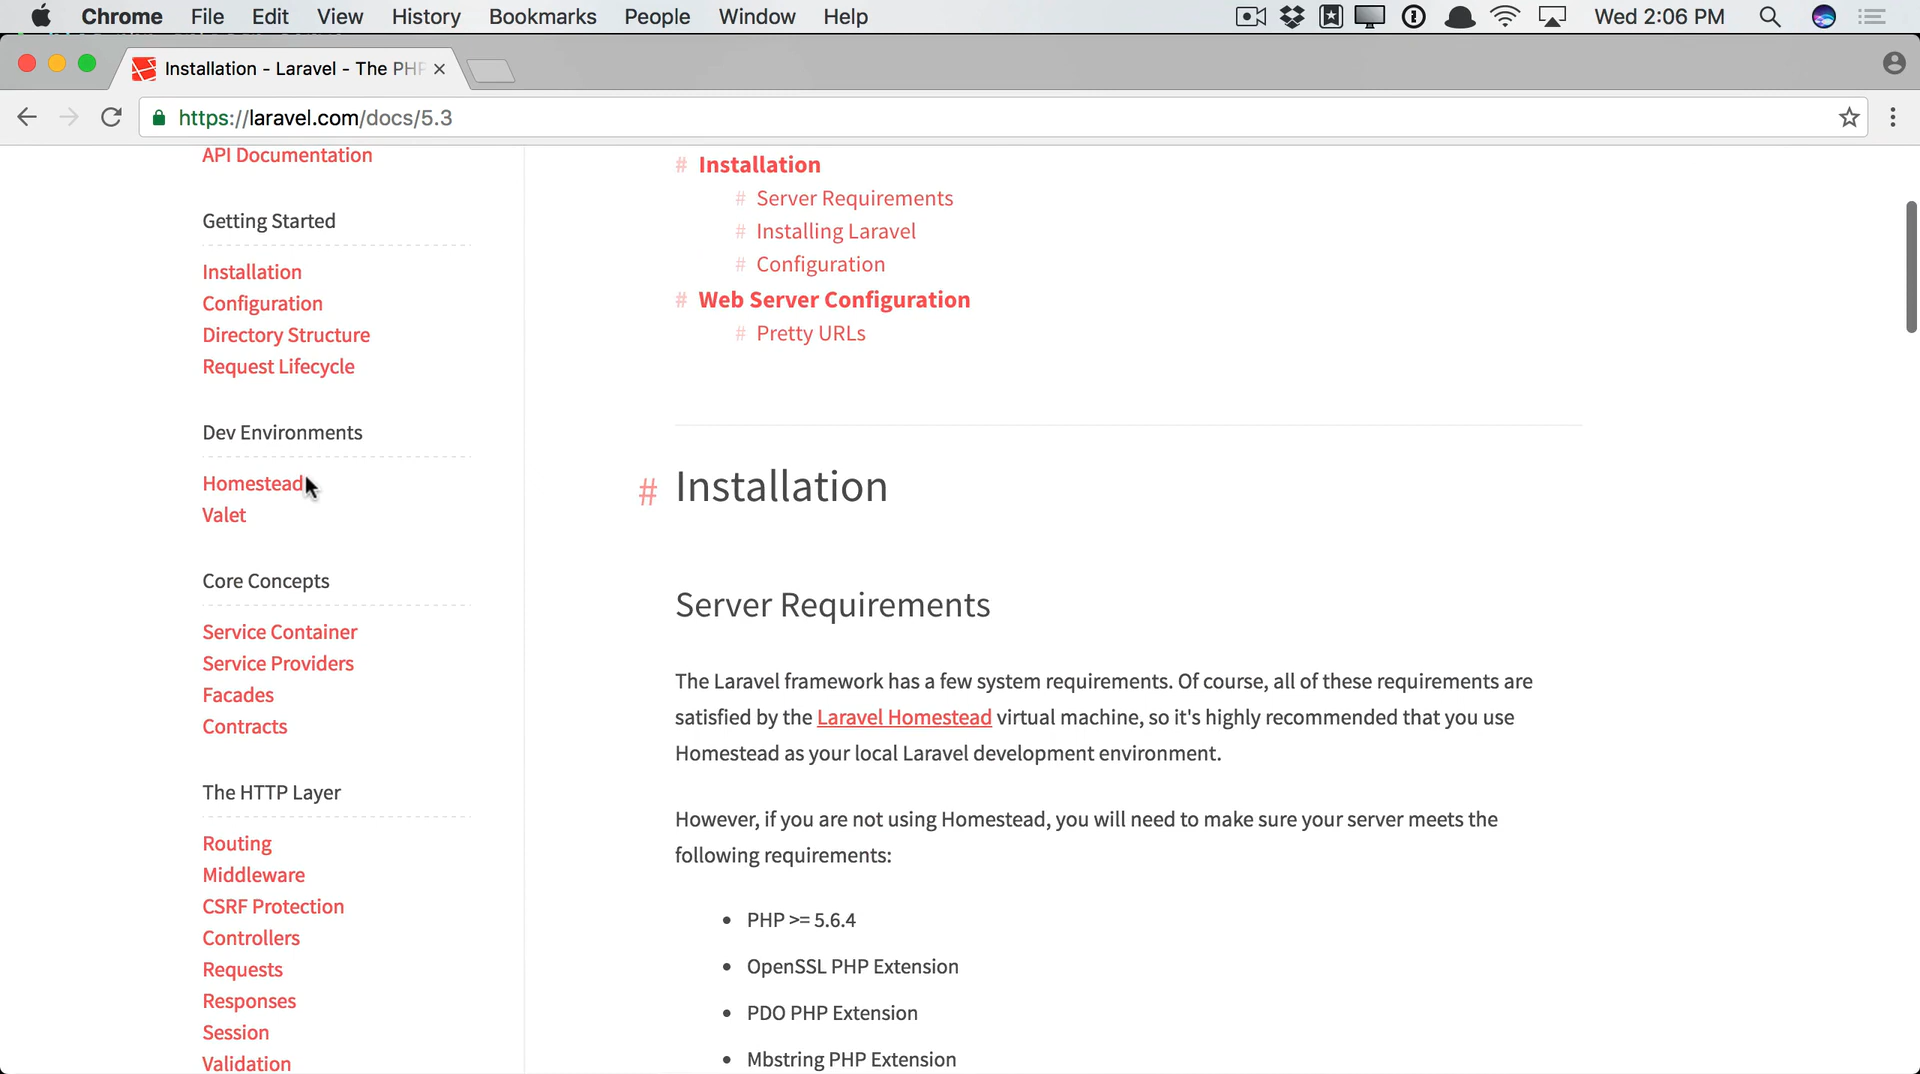 Chrome File Edit View History Bookmarks People Window Help Wed 2:06 PM
Installation - Laravel - The PHP
https://laravel.com/docs/5.3
API Documentation
Getting Started
Installation
Configuration
Directory Structure
Request Lifecycle
Dev Environments
Homestead
Valet
Core Concepts
Service Container
Service Providers
Facades
Contracts
The HTTP Layer
Routing
Middleware
CSRF Protection
Controllers
Requests
Responses
Session
Validation
# Installation
# Server Requirements
# Installing Laravel
# Configuration
# Web Server Configuration
# Pretty URLs
# Installation
Server Requirements
The Laravel framework has a few system requirements. Of course, all of these requirements are
satisfied by the Laravel Homestead virtual machine, so it's highly recommended that you use
Homestead as your local Laravel development environment.
However, if you are not using Homestead, you will need to make sure your server meets the
following requirements:
• PHP >= 5.6.4
• OpenSSL PHP Extension
• PDO PHP Extension
• Mbstring PHP Extension